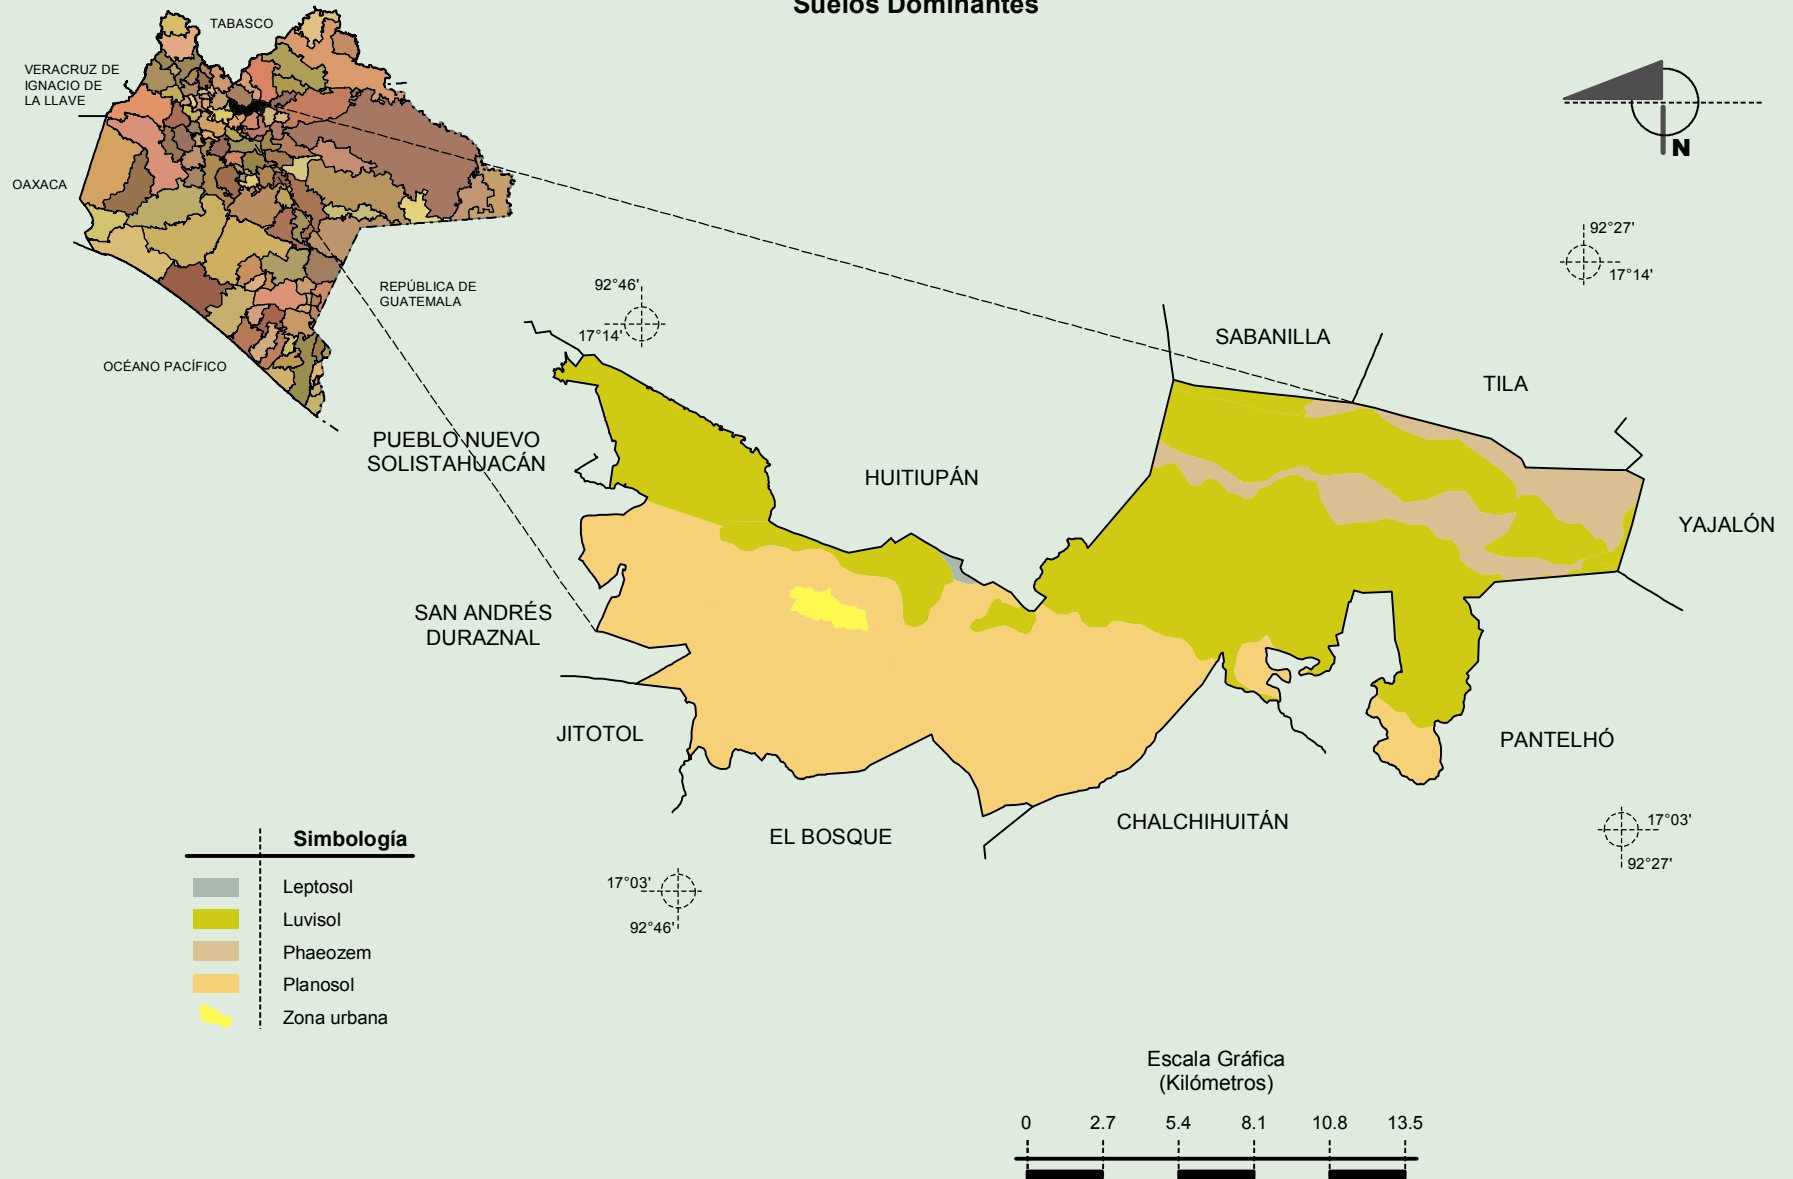 Suelos Dominantes
TABASCO
VERACRUZ DE
IGNACIO DE
LA LLAVE
OAXACA
REPÚBLICA DE
GUATEMALA
OCÉANO PACÍFICO
N
92°27'
17°14'
92°46'
17°14'
SABANILLA
TILA
PUEBLO NUEVO
SOLISTAHUACÁN
HUITIUPÁN
YAJALÓN
SAN ANDRÉS
DURAZNAL
JITOTOL
PANTELHÓ
EL BOSQUE
CHALCHIHUITÁN
17°03'
92°27'
17°03'
92°46'
Simbología
Leptosol
Luvisol
Phaeozem
Planosol
Zona urbana
Escala Gráfica
(Kilómetros)
0 2.7 5.4 8.1 10.8 13.5